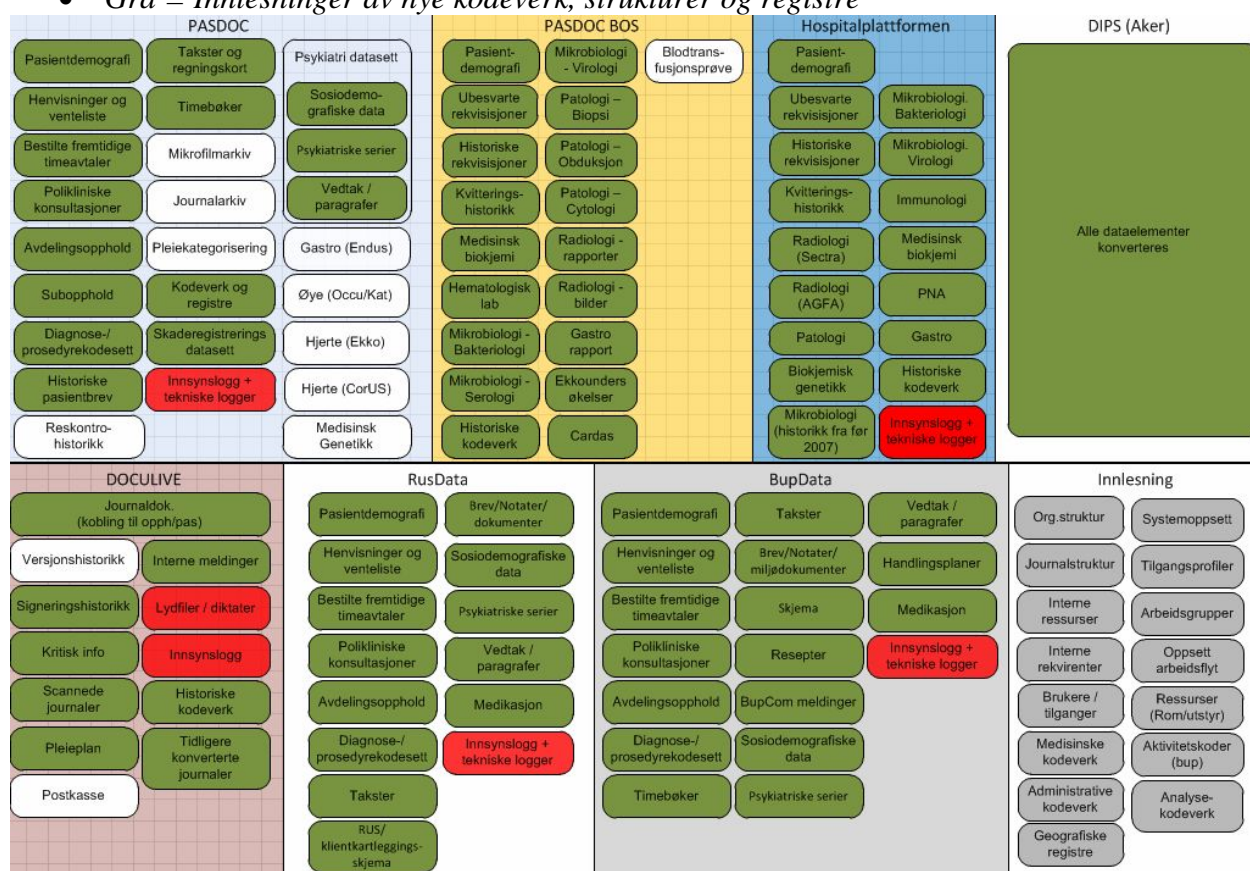 • Grå = Innlesninger av nye kodeverk, strukturer og registre
PASDOC
Pasientdemografi
Henvisninger og
venteliste
Bestilte fremtidige
timeavtaler
Polikliniske
konsultasjoner
Avdelingsopphold
Subopphold
Diagnose-/
prosedyrekodesett
Historiske
pasientbrev
Reskontro-
historikk
Takster og
regningskort
Timebøker
Mikrofilmarkiv
Journalarkiv
Pleiekategorisering
Kodeverk og
registre
Skaderegistrerings
datasett
Innsynslogg +
tekniske logger
Psykiatri datasett
Sosiodemo-
grafiske data
Psykiatriske serier
Vedtak /
paragrafer
Gastro (Endus)
Øye (Occu/Kat)
Hjerte (Ekko)
Hjerte (CorUS)
Medisinsk
Genetikk
PASDOC BOS
Pasient-
demografi
Ubesvarte
rekvisisjoner
Historiske
rekvisisjoner
Kvitterings-
historikk
Medisinsk
biokjemi
Hematologisk
lab
Mikrobiologi -
Bakteriologi
Mikrobiologi -
Serologi
Historiske
kodeverk
Mikrobiologi
- Virologi
Patologi –
Biopsi
Patologi –
Obduksjon
Patologi –
Cytologi
Radiologi -
rapporter
Radiologi -
bilder
Gastro
rapport
Ekkounders
økelser
Cardas
Blodtrans-
fusjonsprøve
Hospitalplattformen
Pasient-
demografi
Ubesvarte
rekvisisjoner
Historiske
rekvisisjoner
Kvitterings-
historikk
Radiologi
(Sectra)
Radiologi
(AGFA)
Patologi
Biokjemisk
genetikk
Mikrobiologi
(historikk fra før
2007)
Mikrobiologi.
Bakteriologi
Mikrobiologi.
Virologi
Immunologi
Medisinsk
biokjemi
PNA
Gastro
Historiske
kodeverk
Innsynslogg +
tekniske logger
DIPS (Aker)
Alle dataelementer
konverteres
DOCULIVE
Journaldok.
(kobling til opph/pas)
Versjonshistorikk
Signeringshistorikk
Kritisk info
Scannede
journaler
Pleieplan
Postkasse
Interne meldinger
Lydfiler / diktater
Innsynslogg
Historiske
kodeverk
Tidligere
konverterte
journaler
RusData
Pasientdemografi
Henvisninger og
venteliste
Bestilte fremtidige
timeavtaler
Polikliniske
konsultasjoner
Avdelingsopphold
Diagnose-/
prosedyrekodesett
Takster
RUS/
klientkartleggings-
skjema
Brev/Notater/
dokumenter
Sosiodemografiske
data
Psykiatriske serier
Vedtak /
paragrafer
Medikasjon
Innsynslogg +
tekniske logger
BupData
Pasientdemografi
Henvisninger og
venteliste
Bestilte fremtidige
timeavtaler
Polikliniske
konsultasjoner
Avdelingsopphold
Diagnose-/
prosedyrekodesett
Timebøker
Takster
Brev/Notater/
miljødokumenter
Skjema
Resepter
BupCom meldinger
Sosiodemografiske
data
Psykiatriske serier
Vedtak /
paragrafer
Handlingsplaner
Medikasjon
Innsynslogg +
tekniske logger
Innlesning
Org.struktur
Journalstruktur
Interne
ressurser
Interne
rekvirenter
Brukere /
tilganger
Medisinske
kodeverk
Administrative
kodeverk
Geografiske
registre
Systemoppsett
Tilgangsprofiler
Arbeidsgrupper
Oppsett
arbeidsflyt
Ressurser
(Rom/utstyr)
Aktivitetskoder
(bup)
Analyse-
kodeverk